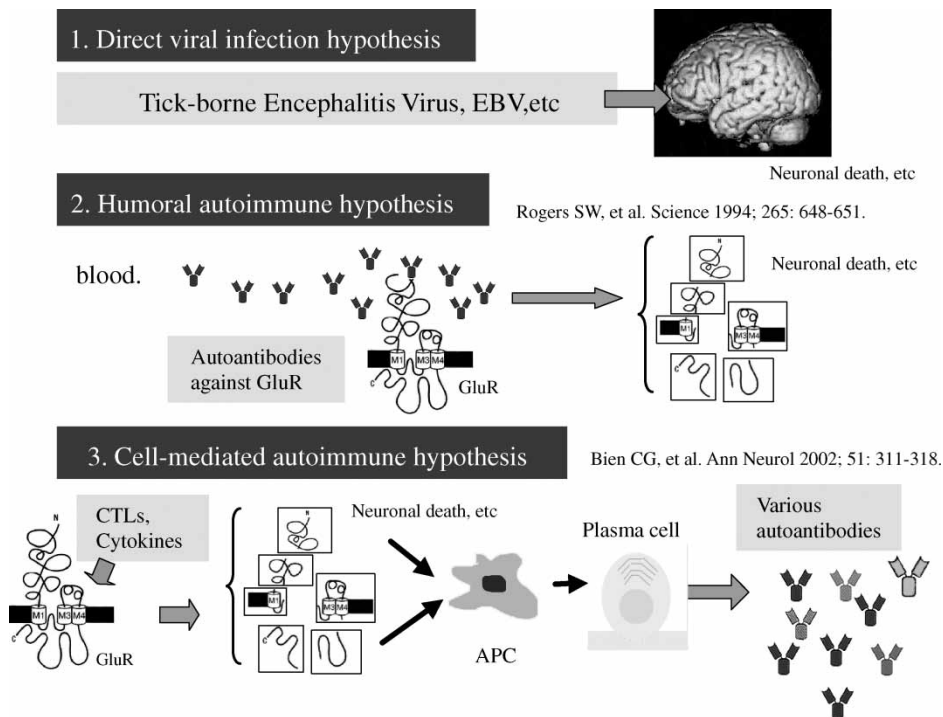 1. Direct viral infection hypothesis
Tick-borne Encephalitis Virus, EBV,etc
Neuronal death, etc
2. Humoral autoimmune hypothesis
Rogers SW, et al. Science 1994; 265: 648-651.
blood.
N
Neuronal death, etc
Autoantibodies
against GluR
M1 M3 M4
C
GluR
N
M1
M3 M4
C
3. Cell-mediated autoimmune hypothesis
Bien CG, et al. Ann Neurol 2002; 51: 311-318.
CTLs,
Cytokines
N
M1 M3 M4
C
GluR
Neuronal death, etc
N
M1
M3 M4
C
APC
Plasma cell
Various
autoantibodies